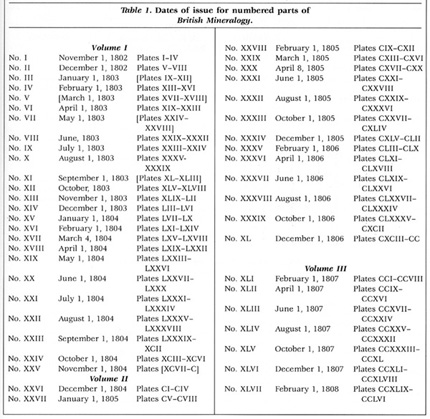 Table 1. Dates of issue for numbered parts of
British Mineralogy.
Volume I
No. I November 1, 1802 Plates I–IV
No. II December 1, 1802 Plates V–VIII
No. III January 1, 1803 [Plates IX–XII]
No. IV February 1, 1803 Plates XIII–XVI
No. V [March 1, 1803 Plates XVII–XVIII]
No. VI April 1, 1803 Plates XIX–XXIII
No. VII May 1, 1803 [Plates XXIV–
XXVIII]
No. VIII June, 1803 Plates XXIX–XXXII
No. IX July 1, 1803 Plates XXIII–XXXIV
No. X August 1, 1803 Plates XXXV-
XXXIX
No. XI September 1, 1803 [Plates XL–XLIII]
No. XII October, 1803 Plates XLV–XLVIII
No. XIII November 1, 1803 Plates XLIX–LII
No. XIV December 1, 1803 Plates LIII–LVI
No. XV January 1, 1804 Plates LVII–LX
No. XVI February 1, 1804 Plates LXI–LXIV
No. XVII March 4, 1804 Plates LXV–LXVIII
No. XVIII April 1, 1804 Plates LXIX–LXXII
No. XIX May 1, 1804 Plates LXXIII–
LXXVI
No. XX June 1, 1804 Plates LXXVII–
LXXX
No. XXI July 1, 1804 Plates LXXXI–
LXXXIV
No. XXII August 1, 1804 Plates LXXXV–
LXXXVIII
No. XXIII September 1, 1804 Plates LXXXIX–
XCII
No. XXIV October 1, 1804 Plates XCIII–XCVI
No. XXV November 1, 1804 Plates [XCVII–C]
Volume II
No. XXVI December 1, 1804 Plates CI–CIV
No. XXVII January 1, 1805 Plates CV–CVIII
No. XXVIII February 1, 1805 Plates CIX–CXII
No. XXIX March 1, 1805 Plates CXIII–CXVI
No. XXX April 8, 1805 Plates CXVII–CXX
No. XXXI June 1, 1805 Plates CXXI–
CXXVIII
No. XXXII August 1, 1805 Plates CXXIX–
CXXXVI
No. XXXIII October 1, 1805 Plates CXXVII–
CXLIV
No. XXXIV December 1, 1805 Plates CXLV–CLII
No. XXXV February 1, 1806 Plates CLIII–CLX
No. XXXVI April 1, 1806 Plates CLXI–
CLXVIII
No. XXXVII June 1, 1806 Plates CLXIX–
CLXXVI
No. XXXVIII August 1, 1806 Plates CLXXVII–
CLXXXIV
No. XXXIX October 1, 1806 Plates CLXXXV–
CXCII
No. XL December 1, 1806 Plates CXCIII–CC
Volume III
No. XLI February 1, 1807 Plates CCI–CCVIII
No. XLII April 1, 1807 Plates CCIX–
CCXVI
No. XLIII June 1, 1807 Plates CCXVII–
CCXXIV
No. XLIV August 1, 1807 Plates CCXXV–
CCXXXII
No. XLV October 1, 1807 Plates CCXXXIII–
CCXL
No. XLVI December 1, 1807 Plates CCXLI–
CCXLVIII
No. XLVII February 1, 1808 Plates CCXLIX–
CCLVI